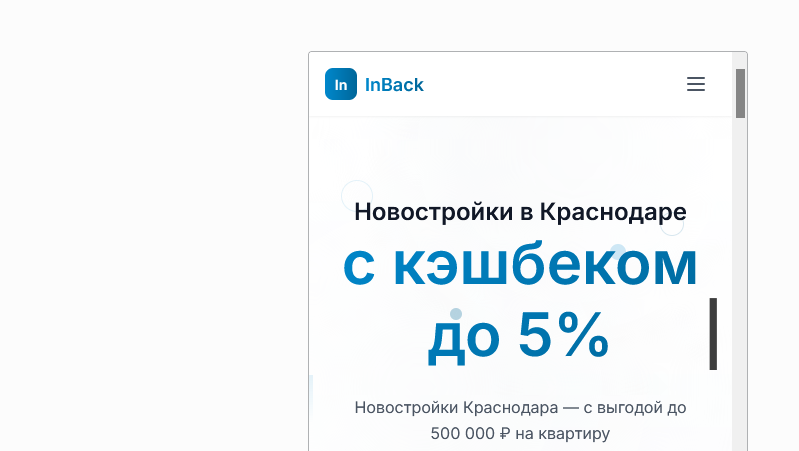 In InBack
Новостройки в Краснодаре
с кэшбеком
до 5%
Новостройки Краснодара — с выгодой до
500 000 ₽ на квартиру